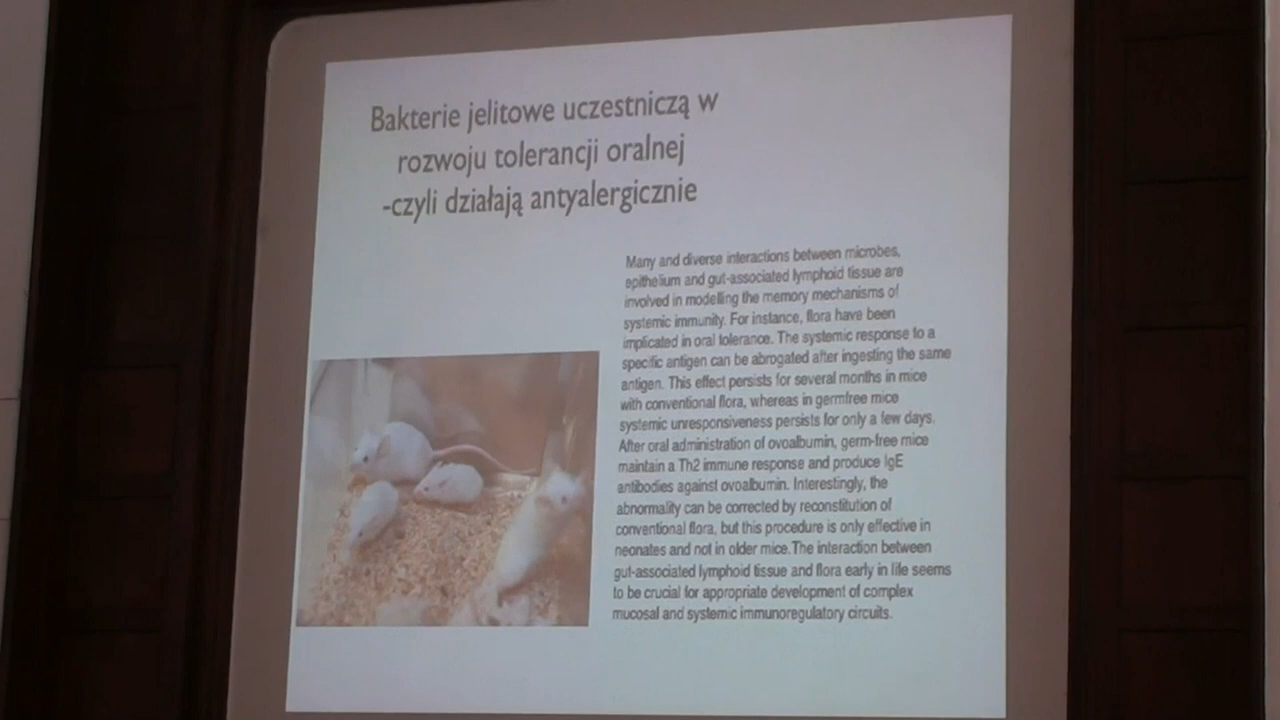 Bakterie jelitowe uczestniczą w
rozwoju tolerancji oralnej
-czyli działają antyalergicznie
Many and diverse interactions between microbes,
epithelium and gut-associated lymphoid tissue are
involved in modelling the memory mechanisms of
systemic immunity. For instance, flora have been
implicated in oral tolerance. The systemic response to a
specific antigen can be abrogated after ingesting the same
antigen. This effect persists for several months in mice
with conventional flora, whereas in germfree mice
systemic unresponsiveness persists for only a few days.
After oral administration of ovoalbumin, germ-free mice
maintain a Th2 immune response and produce IgE
antibodies against ovoalbumin. Interestingly, the
abnormality can be corrected by reconstitution of
conventional flora, but this procedure is only effective in
neonates and not in older mice.The interaction between
gut-associated lymphoid tissue and flora early in life seems
to be crucial for appropriate development of complex
mucosal and systemic immunoregulatory circuits.